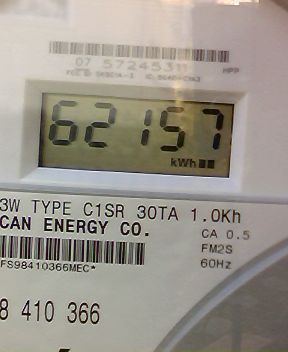 07 57245311 HPP
62157
kWh
3W TYPE C1SR 30TA 1.0Kh
CAN ENERGY CO.
CA 0.5
FM2S
FS98410366MEC*
60Hz
8 410 366